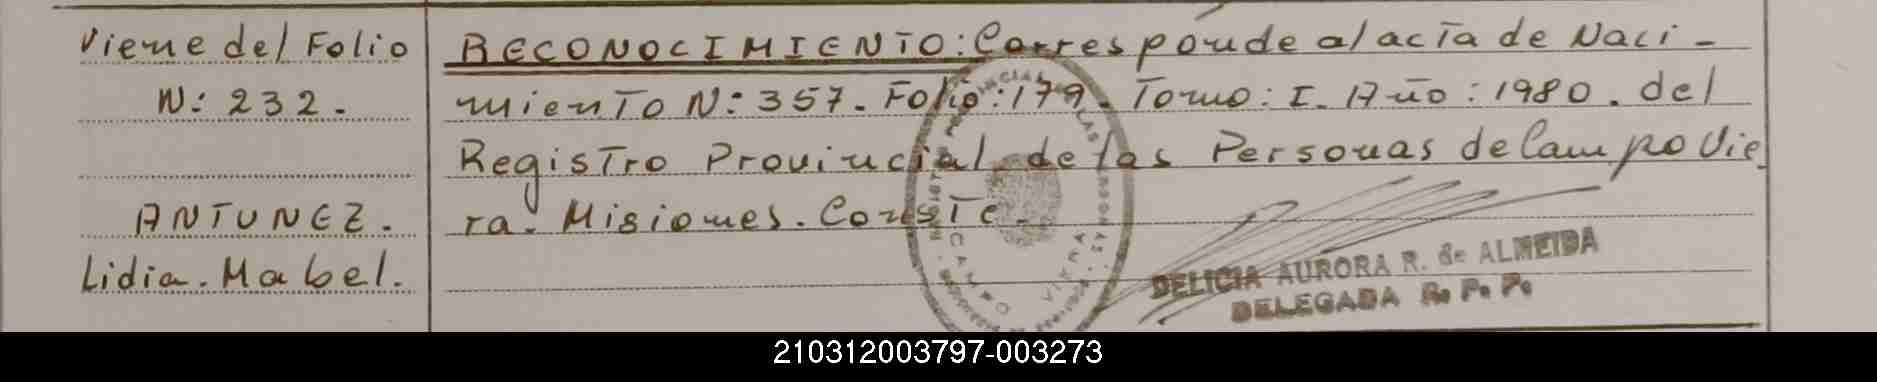 Viene del Folio
N: 232.
ANTUNEZ.
Lidia. Mabel.
RECONOCIMIENTO: Corresponde al acta de Naci-
miento N: 357. Folio: 179. Tomo: I. Año: 1980. del
Registro Provincial de las Personas de Campo Vie
ra. Misiones. Conste.
DELICIA AURORA R. de ALMEIDA
DELEGADA R. P. P.
CAMPO VIERA
210312003797-003273